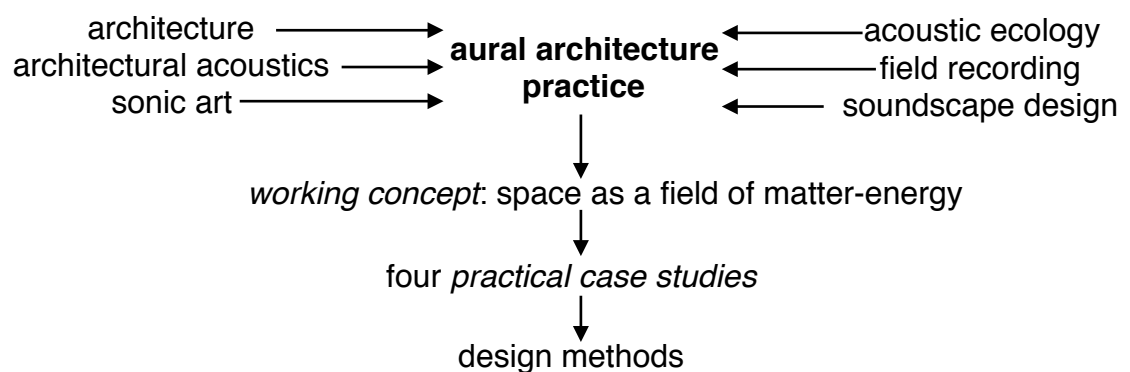 architecture
architectural acoustics
sonic art
aural architecture
practice
acoustic ecology
field recording
soundscape design
working concept: space as a field of matter-energy
four practical case studies
design methods